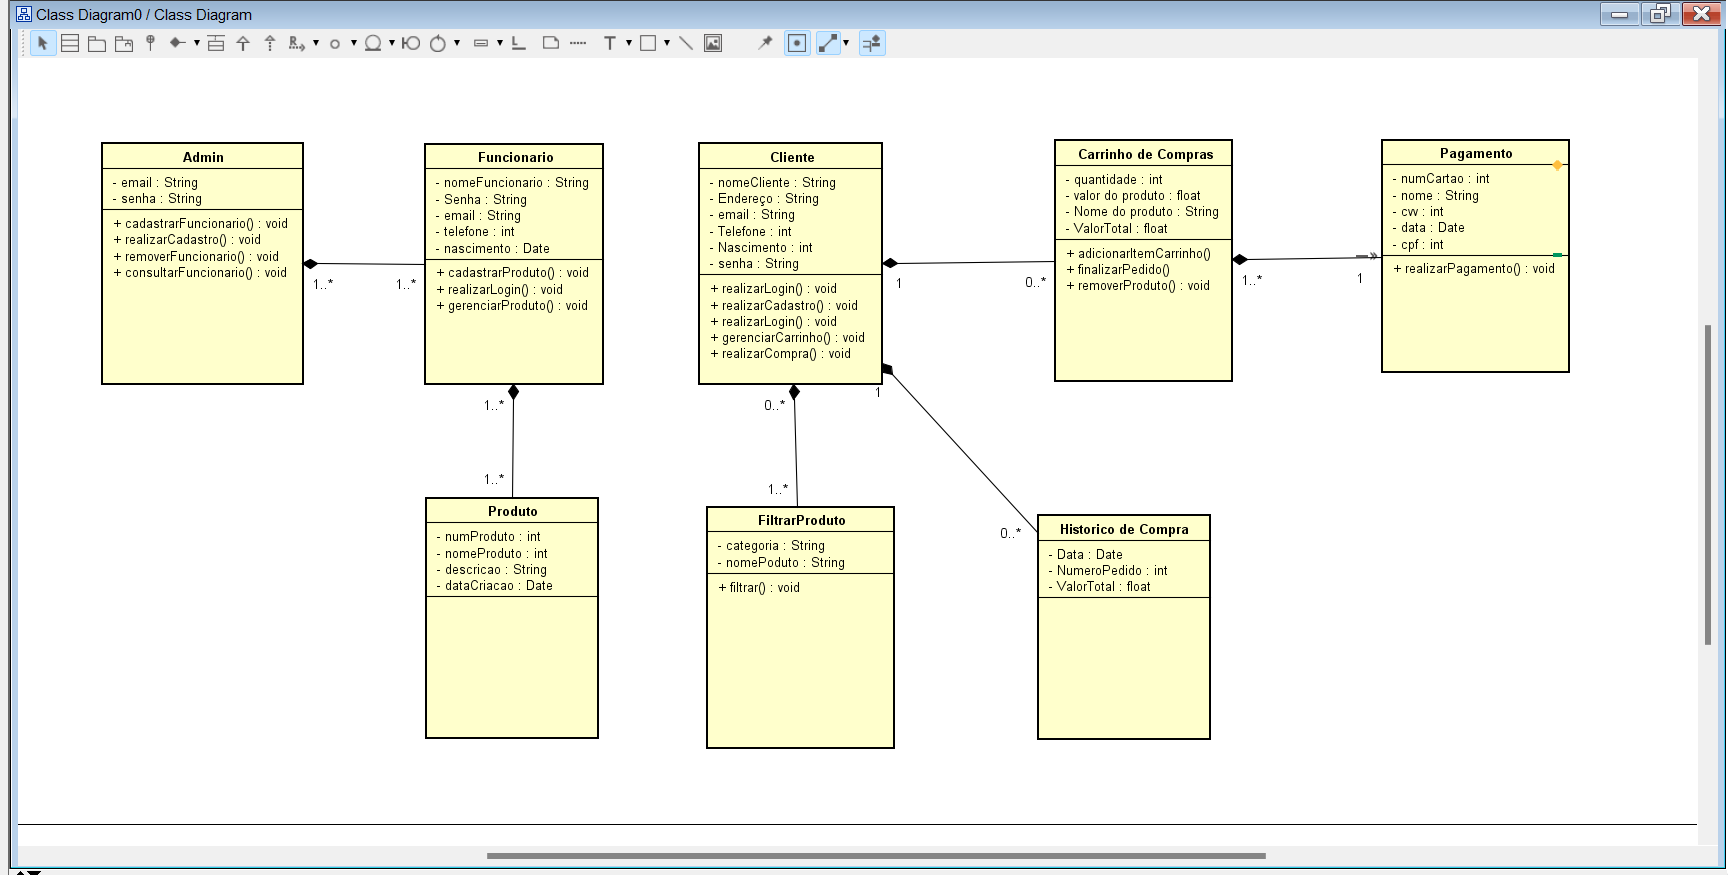 Class Diagram0 / Class Diagram
Admin
- email : String
- senha : String
+ cadastrarFuncionario() : void
+ realizarCadastro() : void
+ removerFuncionario() : void
+ consultarFuncionario() : void
1..*
1..*
Funcionario
- nomeFuncionario : String
- Senha : String
- email : String
- telefone : int
- nascimento : Date
+ cadastrarProduto() : void
+ realizarLogin() : void
+ gerenciarProduto() : void
1..*
1..*
Cliente
- nomeCliente : String
- Endereço : String
- email : String
- Telefone : int
- Nascimento : int
- senha : String
+ realizarLogin() : void
+ realizarCadastro() : void
+ realizarLogin() : void
+ gerenciarCarrinho() : void
+ realizarCompra() : void
1
0..*
0..*
1..*
1
0..*
Carrinho de Compras
- quantidade : int
- valor do produto : float
- Nome do produto : String
- ValorTotal : float
+ adicionarItemCarrinho()
+ finalizarPedido()
+ removerProduto() : void
1..*
1
Pagamento
- numCartao : int
- nome : String
- cvv : int
- data : Date
- cpf : int
+ realizarPagamento() : void
Produto
- numProduto : int
- nomeProduto : int
- descricao : String
- dataCriacao : Date
FiltrarProduto
- categoria : String
- nomePoduto : String
+ filtrar() : void
Historico de Compra
- Data : Date
- NumeroPedido : int
- ValorTotal : float